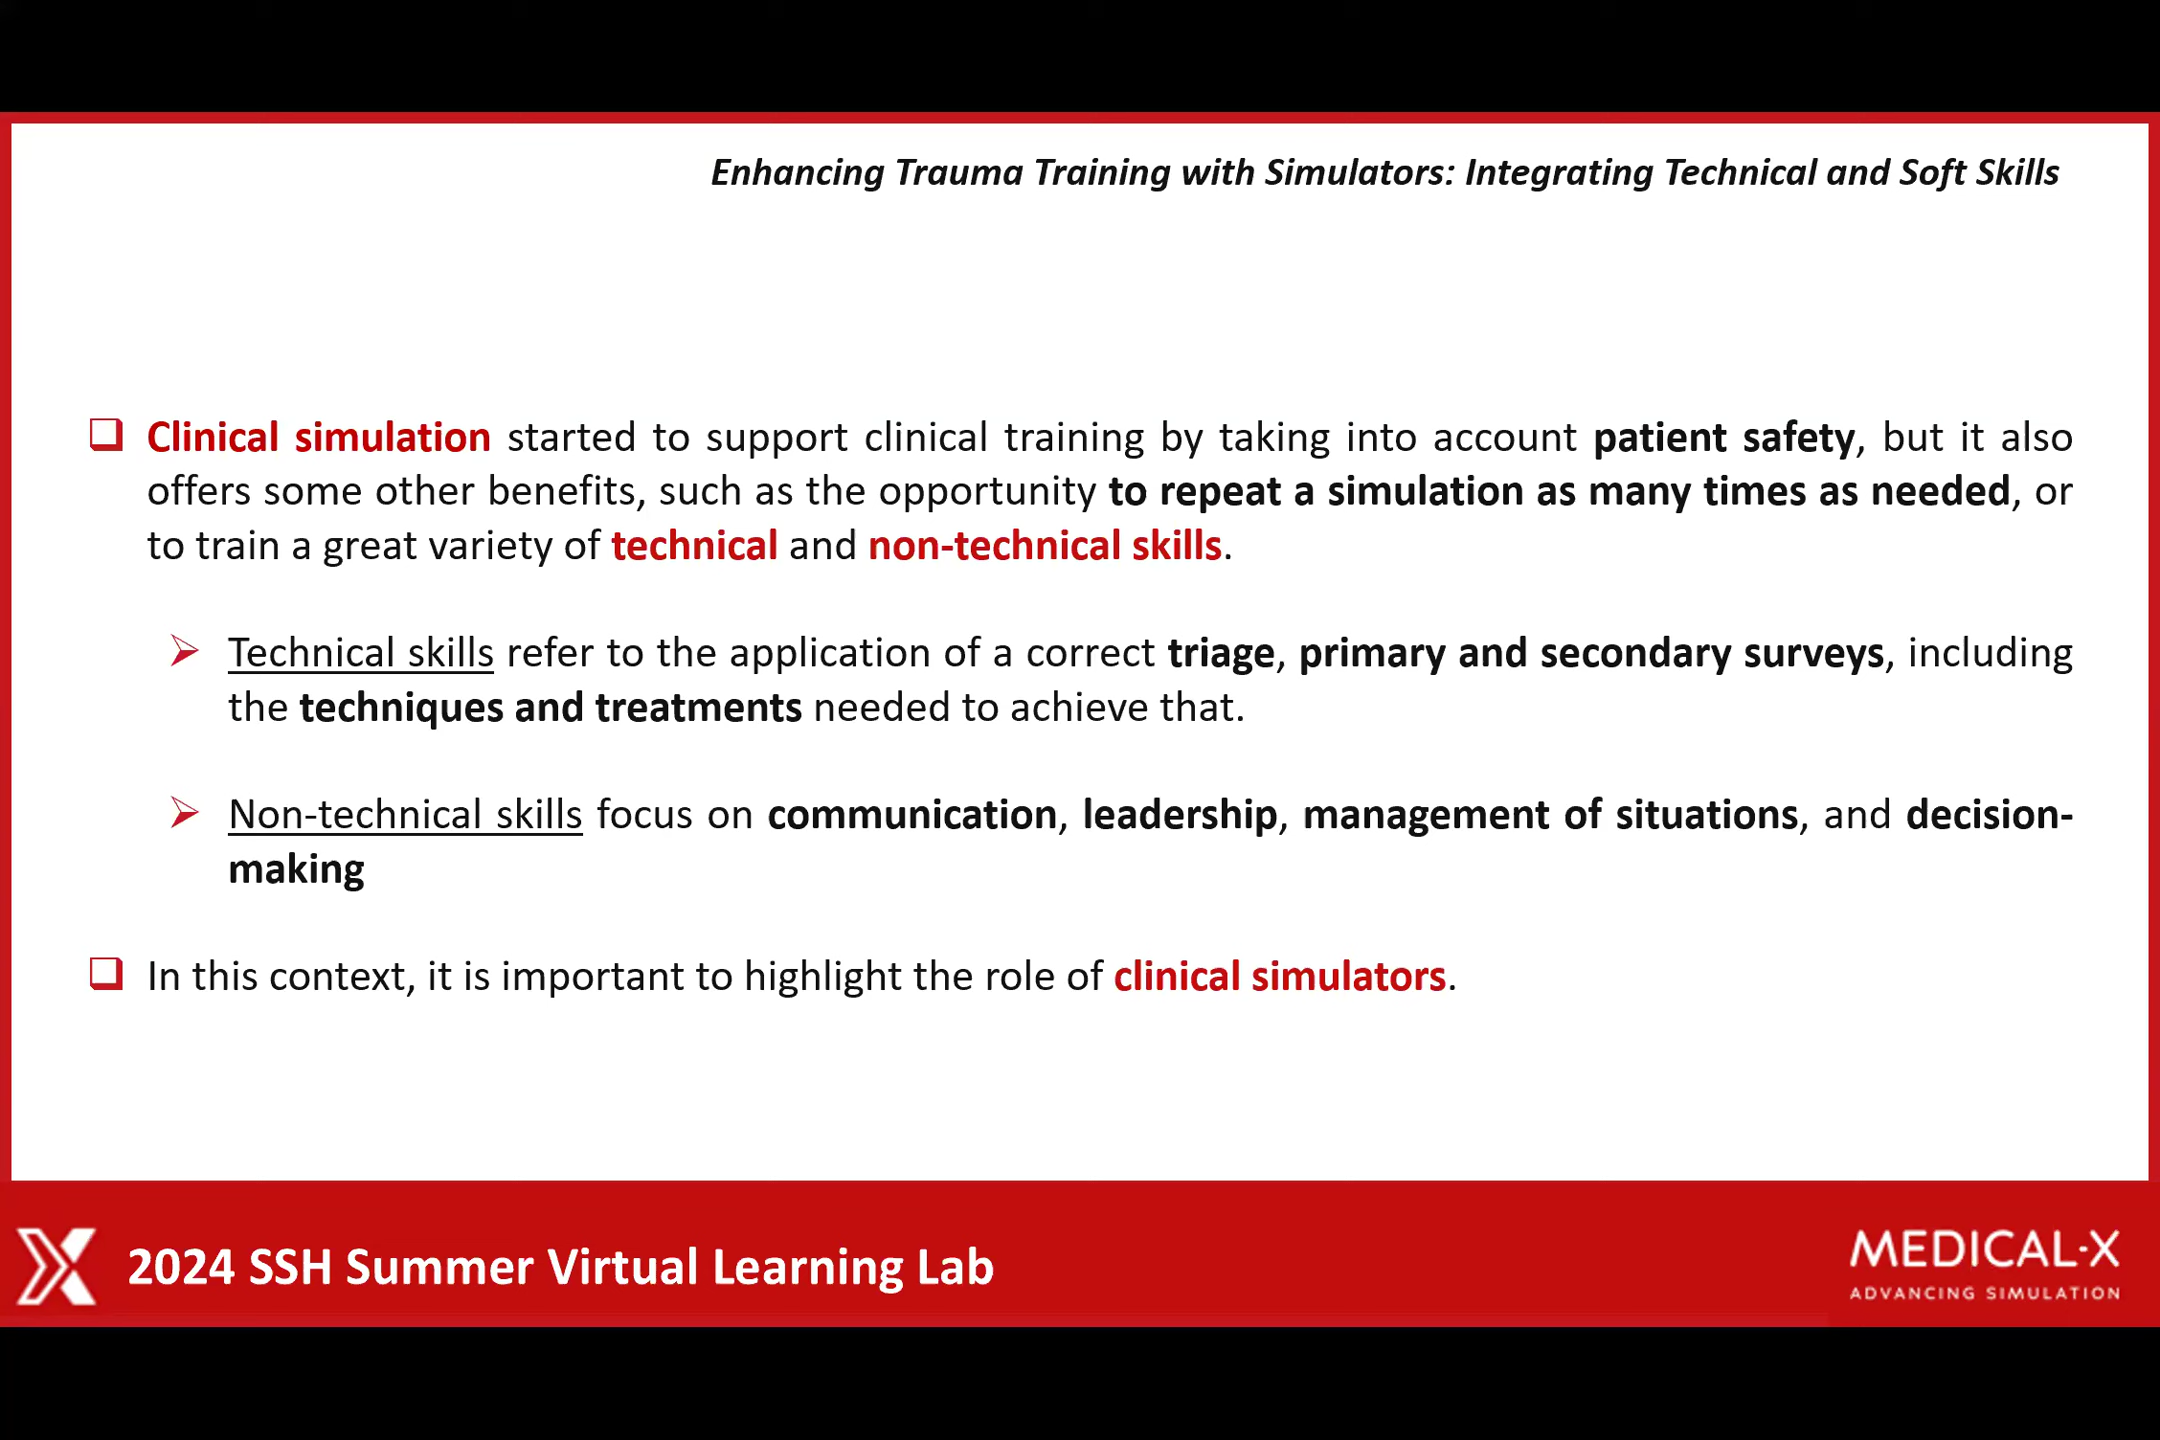 Enhancing Trauma Training with Simulators: Integrating Technical and Soft Skills
Clinical simulation started to support clinical training by taking into account patient safety, but it also
offers some other benefits, such as the opportunity to repeat a simulation as many times as needed, or
to train a great variety of technical and non-technical skills.
Technical skills refer to the application of a correct triage, primary and secondary surveys, including
the techniques and treatments needed to achieve that.
Non-technical skills focus on communication, leadership, management of situations, and decision-
making
In this context, it is important to highlight the role of clinical simulators.
2024 SSH Summer Virtual Learning Lab
MEDICAL-X
ADVANCING SIMULATION